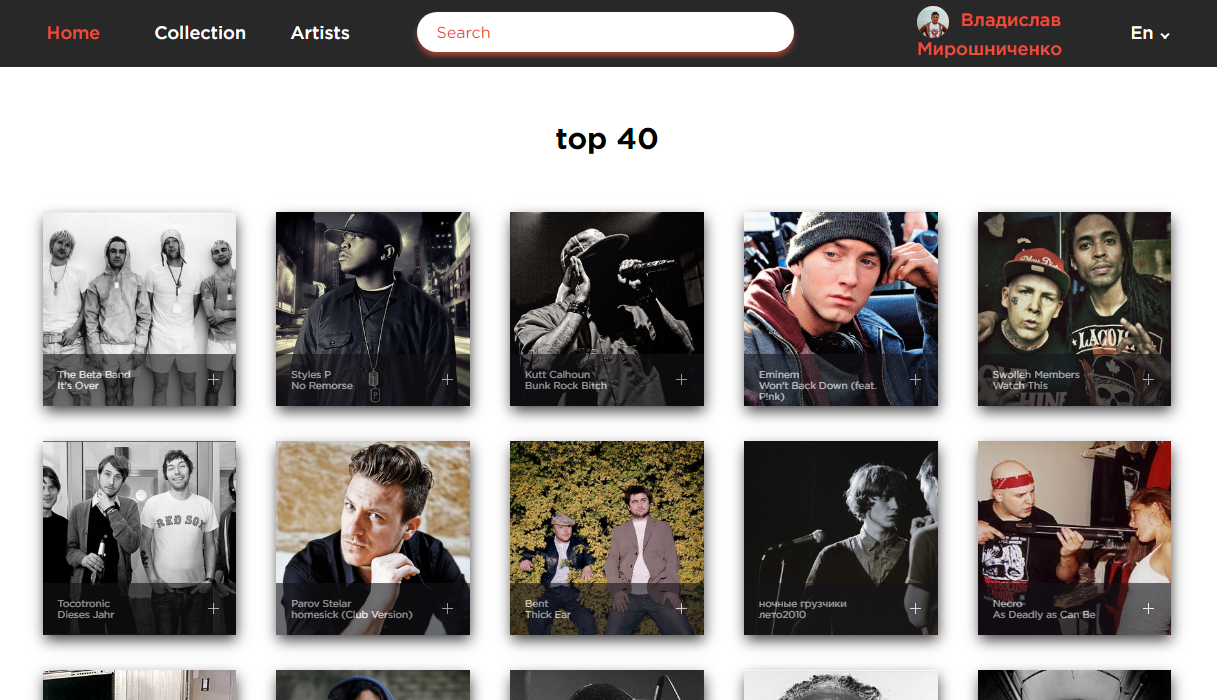 Home
Collection
Artists
Search
Владислав
Мирошниченко
En
top 40
The Beta Band
It's Over
Styles P
No Remorse
Kutt Calhoun
Bunk Rock Bitch
Eminem
Won't Back Down (feat.
P!nk)
Swollen Members
Watch This
RED SOX
Tocotronic
Dieses Jahr
Parov Stelar
homesick (Club Version)
Bent
Thick Ear
ночные грузчики
лето2010
Necro
As Deadly as Can Be